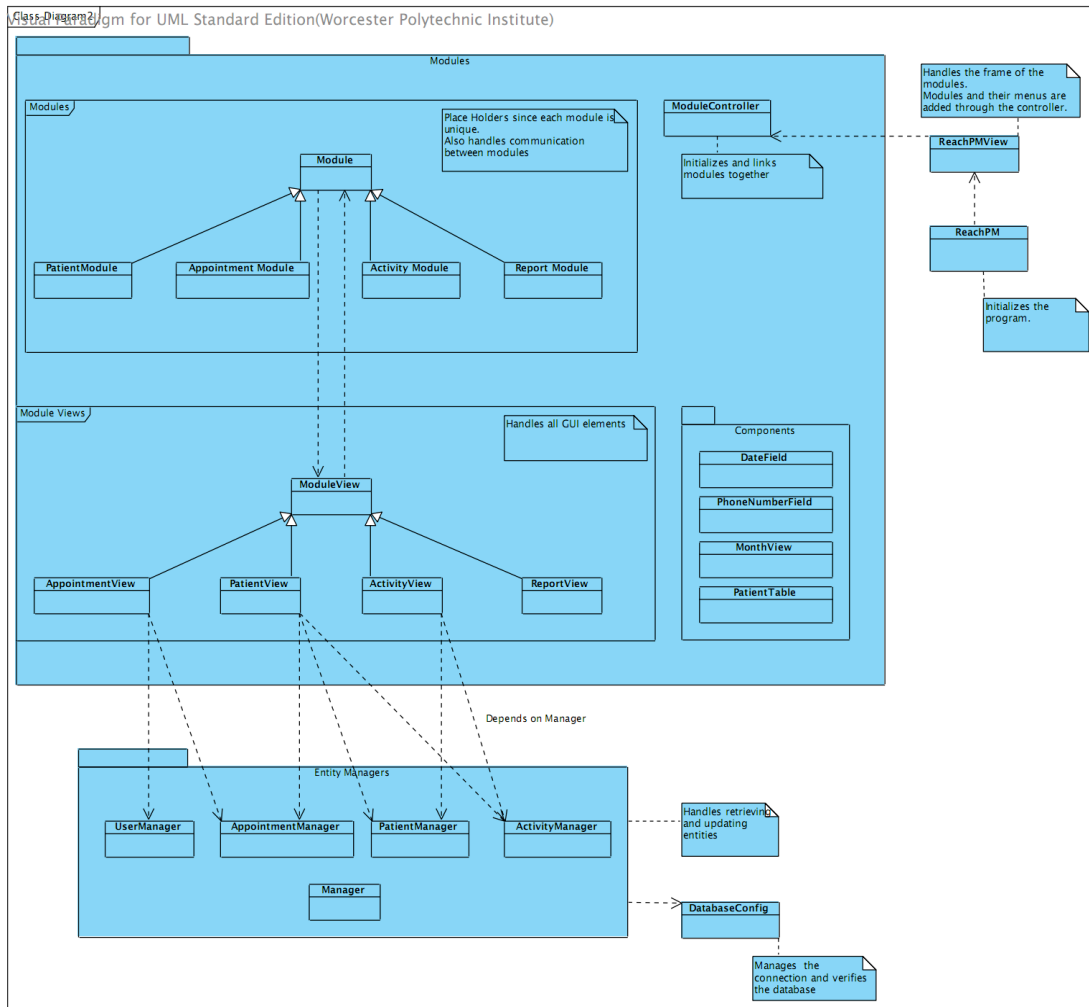 Class Diagram2
Visual Paradigm for UML Standard Edition(Worcester Polytechnic Institute)
Modules
Modules
Place Holders since each module is
unique.
Also handles communication
between modules
Module
PatientModule
Appointment Module
Activity Module
Report Module
ModuleController
Initializes and links
modules together
Handles the frame of the
modules.
Modules and their menus are
added through the controller.
ReachPMView
ReachPM
Initializes the
program.
Module Views
Handles all GUI elements
ModuleView
AppointmentView
PatientView
ActivityView
ReportView
Components
DateField
PhoneNumberField
MonthView
PatientTable
Depends on Manager
Entity Managers
UserManager
AppointmentManager
PatientManager
ActivityManager
Manager
Handles retrieving
and updating
entities
DatabaseConfig
Manages the
connection and verifies
the database